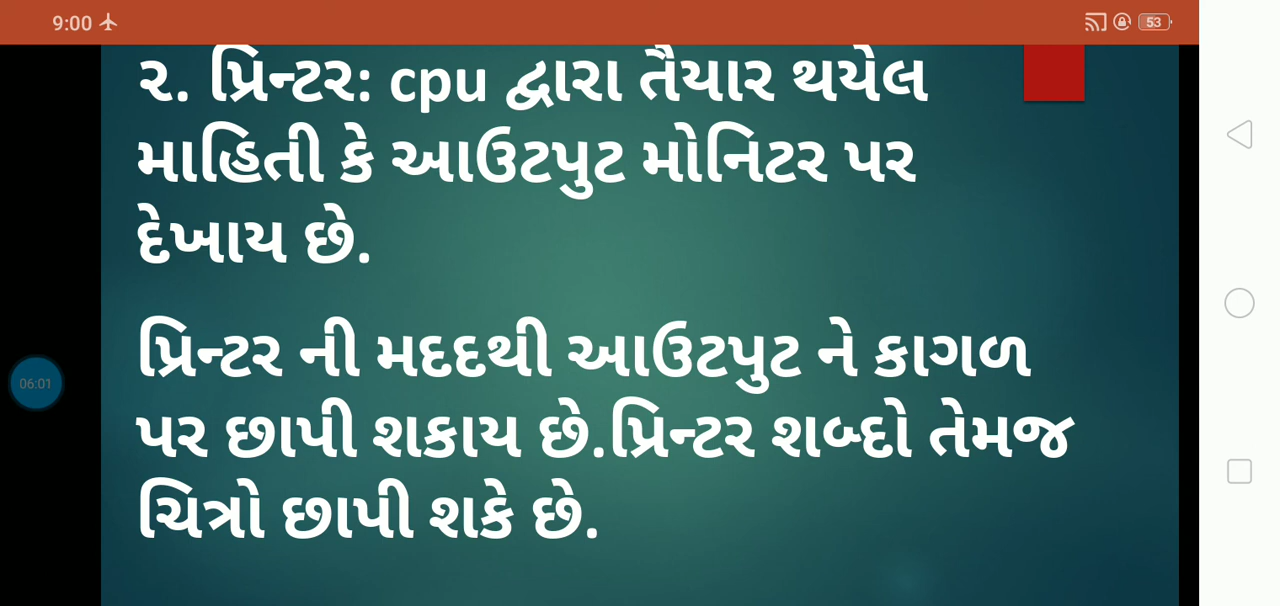 9:00
53
૨. પ્રિન્ટર: cpu દ્વારા તૈયાર થયેલ
માહિતી કે આઉટપુટ મોનિટર પર
દેખાય છે.
પ્રિન્ટર ની મદદથી આઉટપુટ ને કાગળ
06:01
પર છાપી શકાય છે.પ્રિન્ટર શબ્દો તેમજ
ચિત્રો છાપી શકે છે.